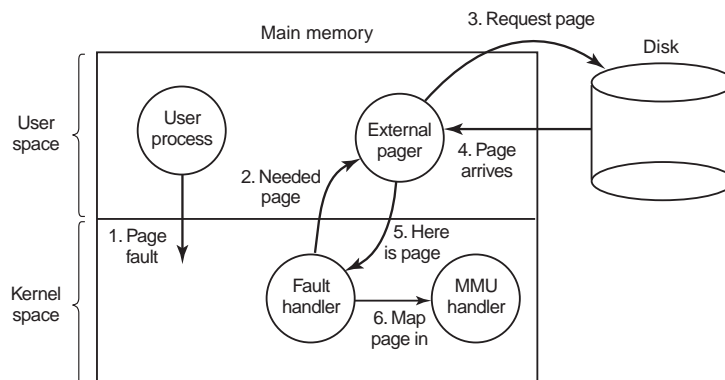 3. Request page
Main memory
Disk
User
space
User
process
External
pager
2. Needed
page
4. Page
arrives
1. Page
fault
5. Here
is page
Kernel
space
Fault
handler
MMU
handler
6. Map
page in